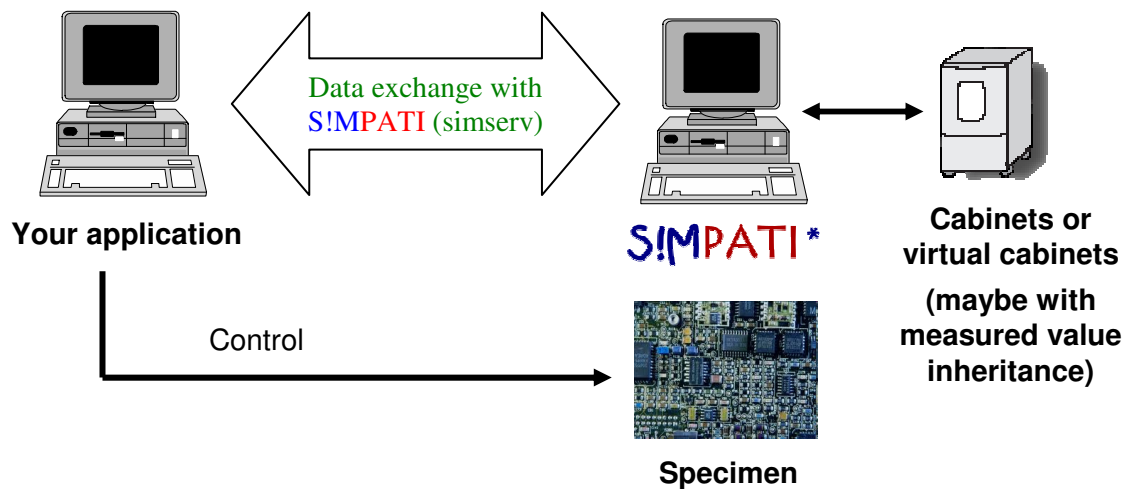 Data exchange with
S!MPATI (simserv)
Your application
S!MPATI *
Cabinets or
virtual cabinets
(maybe with
measured value
inheritance)
Control
Specimen